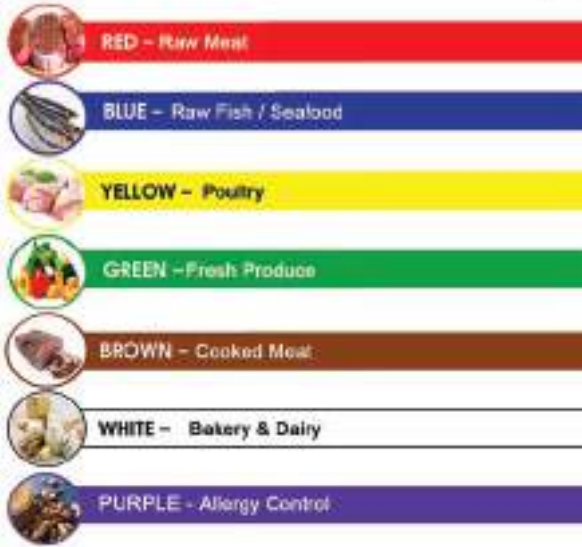 RED – Raw Meat
BLUE – Raw Fish / Seafood
YELLOW – Poultry
GREEN –Fresh Produce
BROWN – Cooked Meat
WHITE – Bakery & Dairy
PURPLE - Allergy Control